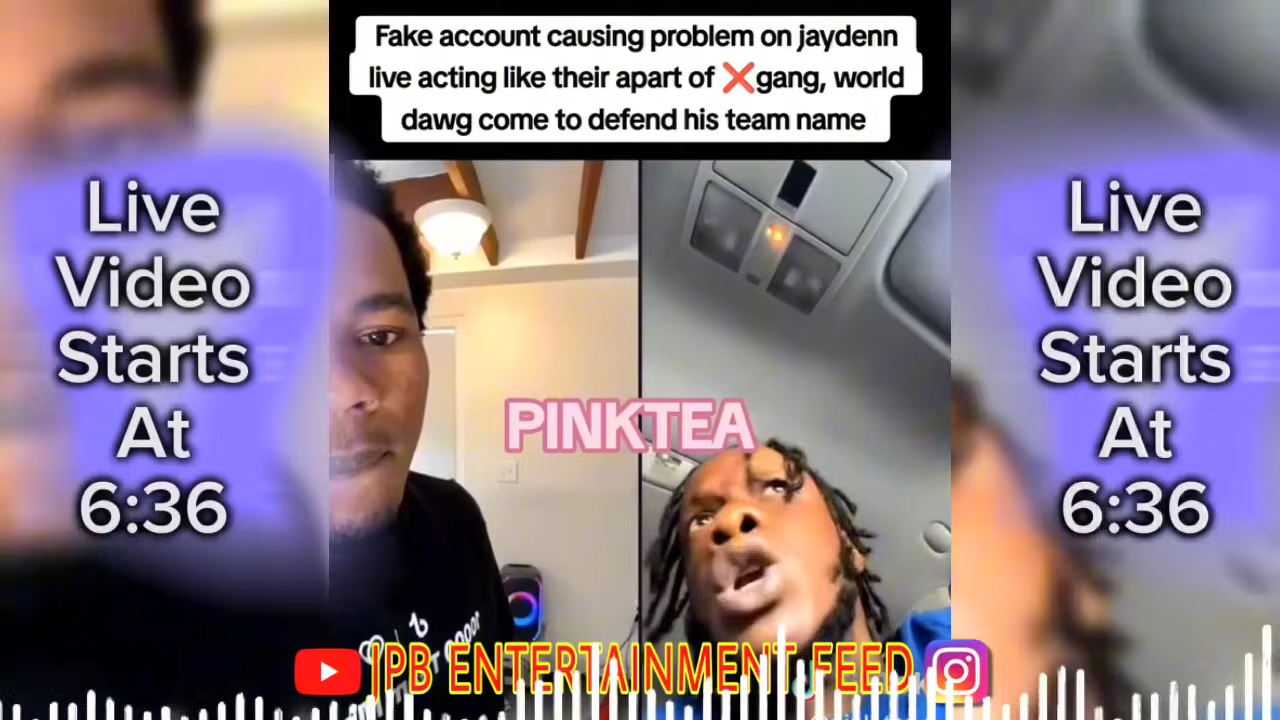 Fake account causing problem on jaydenn
live acting like their apart of ❌gang, world
dawg come to defend his team name
Live
Video
Starts
At
6:36
Live
Video
Starts
At
6:36
PINKTEA
JPB ENTERTAINMENT FEED